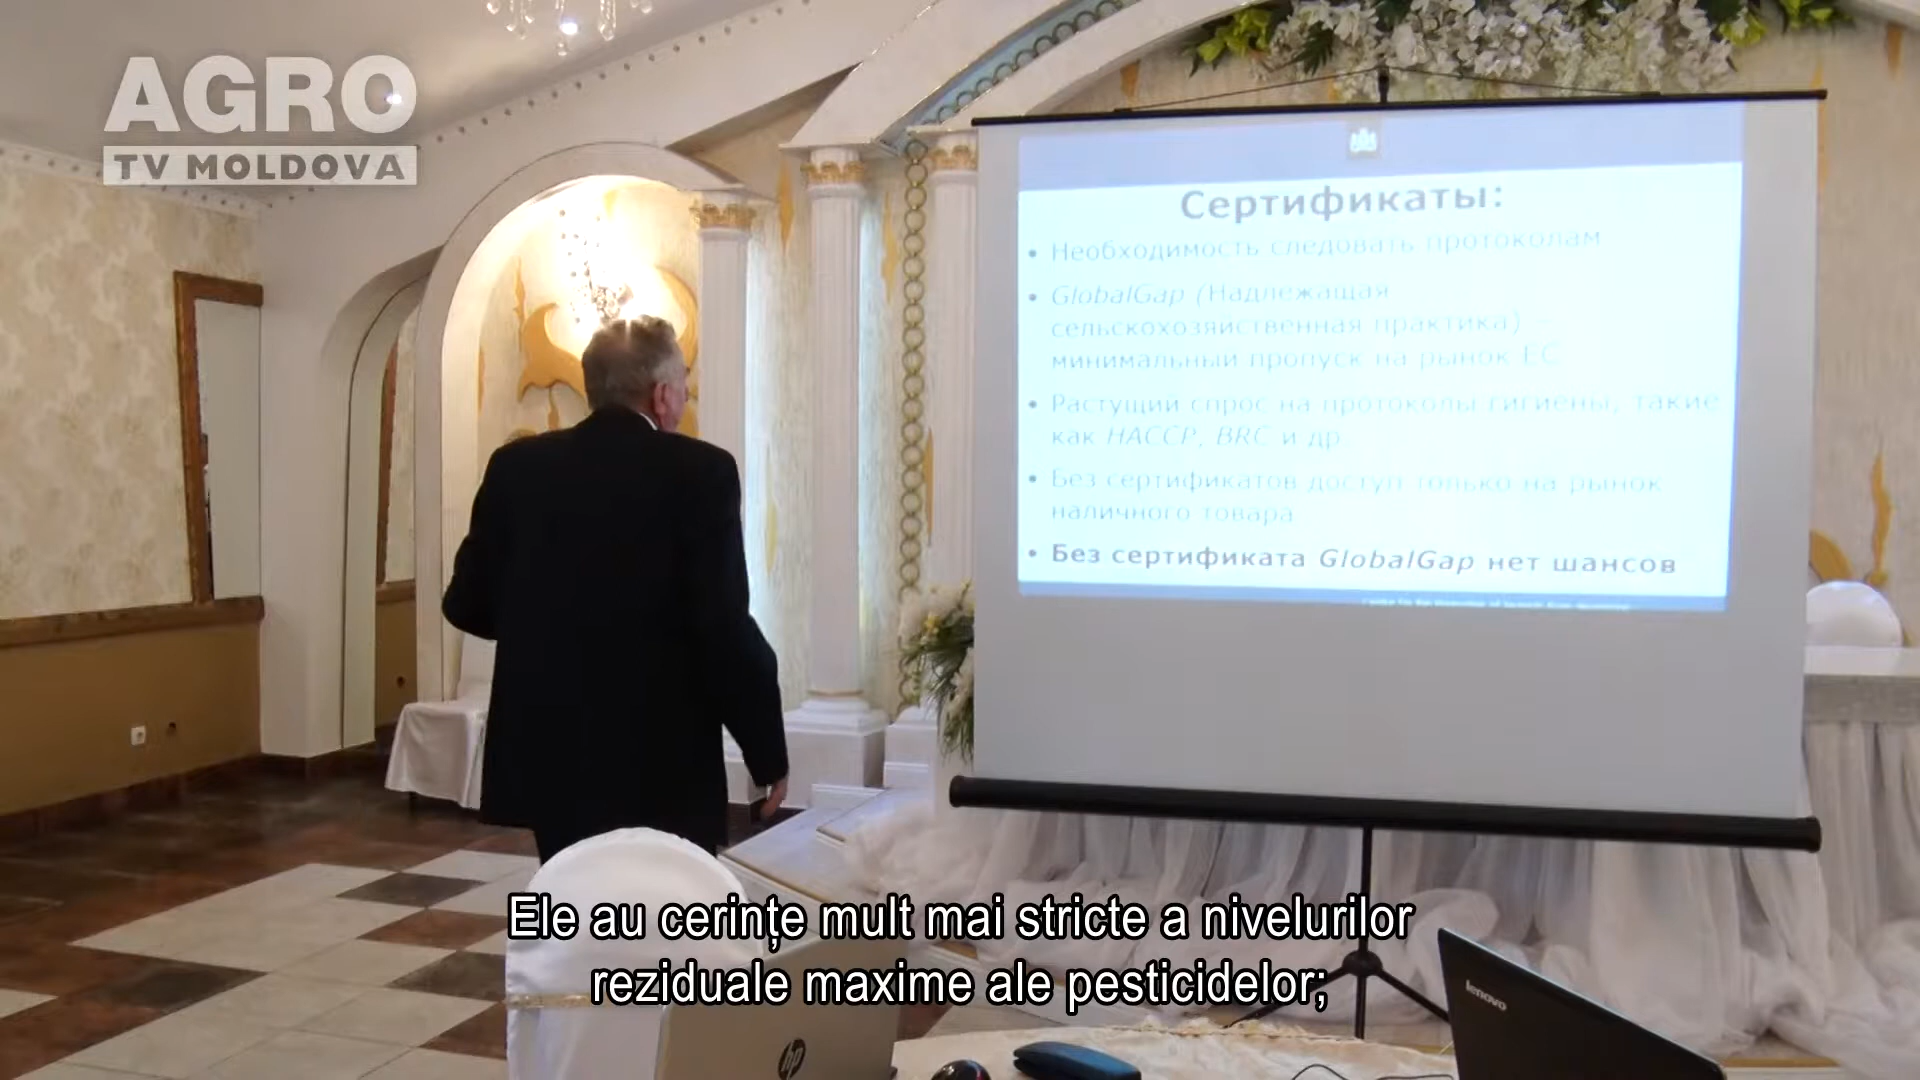 AGRO
TV MOLDOVA
Сертификаты:
• Необходимость следовать протоколам
• GlobalGap (Надлежащая
сельскохозяйственная практика) –
минимальный пропуск на рынок ЕС
• Растущий спрос на протоколы гигиены, такие
как HACCP, BRC и др.
• Без сертификатов доступ только на рынок
наличного товара
• Без сертификата GlobalGap нет шансов
Ele au cerințe mult mai stricte a nivelurilor
reziduale maxime ale pesticidelor;
hp
lenovo